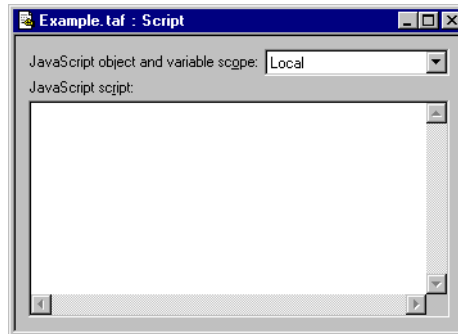 Example.taf : Script
JavaScript object and variable scope: Local
JavaScript script: